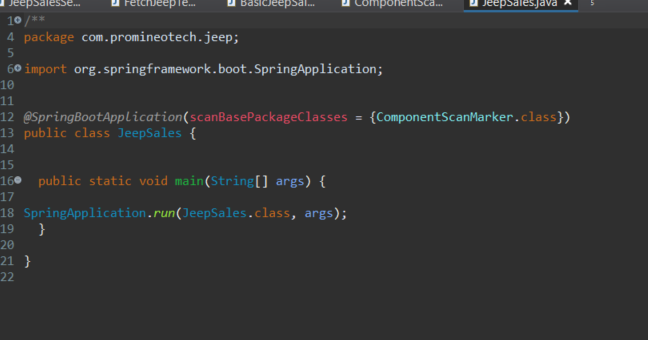 JeepSalesSe... FetchJeepTe... BasicJeepSal... ComponentSca... JeepSales.java ×
1 /**
4 package com.promineotech.jeep;
5
6 import org.springframework.boot.SpringApplication;
10
11
12 @SpringBootApplication(scanBasePackageClasses = {ComponentScanMarker.class})
13 public class JeepSales {
14
15
16 public static void main(String[] args) {
17
18 SpringApplication.run(JeepSales.class, args);
19 }
20
21 }
22